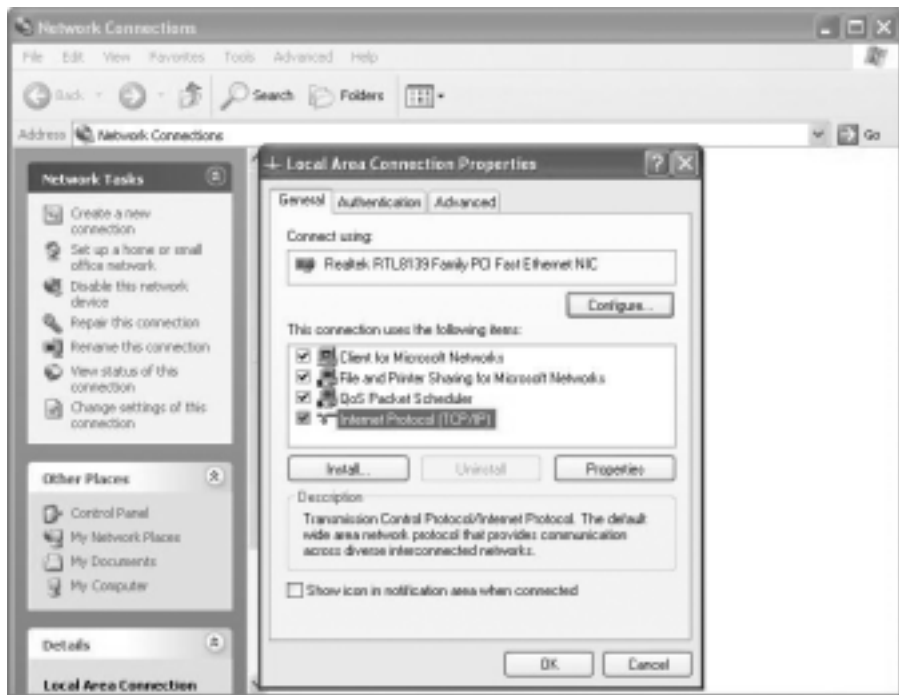 Network Connections
File Edit View Favorites Tools Advanced Help
Back Search Folders
Address Network Connections Go
Network Tasks
Create a new
connection
Set up a home or small
office network
Disable this network
device
Repair this connection
Rename this connection
View status of this
connection
Change settings of this
connection
Other Places
Control Panel
My Network Places
My Documents
My Computer
Details
Local Area Connection
Local Area Connection Properties
General Authentication Advanced
Connect using:
Realtek RTL8139 Family PCI Fast Ethernet NIC
Configure...
This connection uses the following items:
Client for Microsoft Networks
File and Printer Sharing for Microsoft Networks
QoS Packet Scheduler
Internet Protocol (TCP/IP)
Install... Uninstall Properties
Description
Transmission Control Protocol/Internet Protocol. The default
wide area network protocol that provides communication
across diverse interconnected networks.
Show icon in notification area when connected
OK Cancel